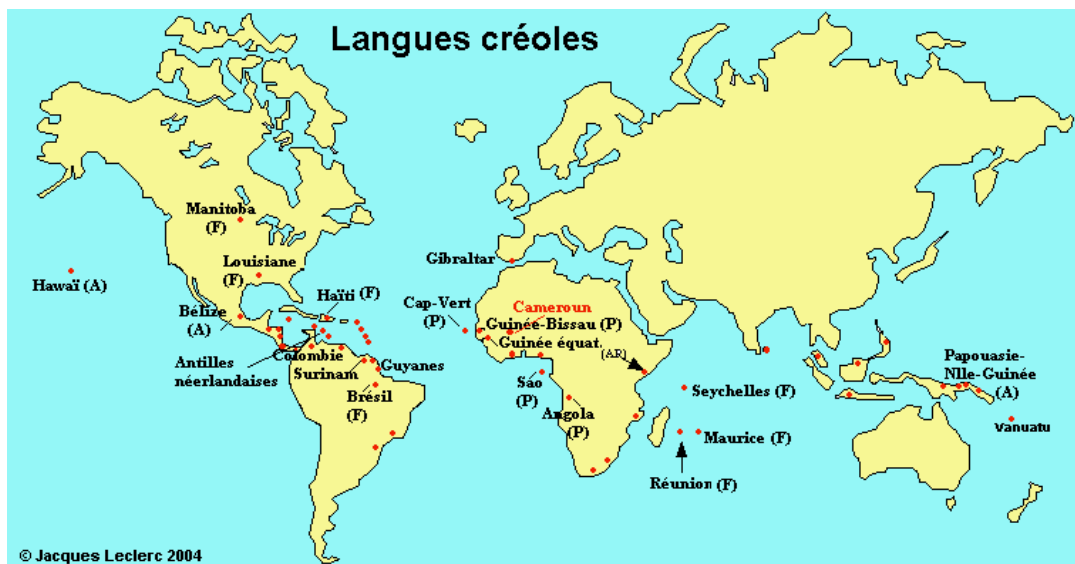 Langues créoles
Manitoba
(F)
Louisiane
(F)
Hawaï (A)
Haïti (F)
Bélize
(A)
Antilles
néerlandaises
Colombie
Surinam
Guyanes
Brésil
(F)
Gibraltar
Cap-Vert
(P)
Cameroun
Guinée-Bissau (P)
Guinée équat.
(AR)
Sao
(P)
Angola
(P)
Seychelles (F)
Maurice (F)
Réunion (F)
Papouasie-
Nlle-Guinée
(A)
Vanuatu
© Jacques Leclerc 2004